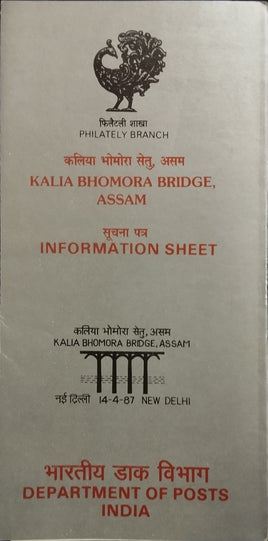 फिलैटली शाखा
PHILATELY BRANCH
कलिया भोमोरा सेतु, असम
KALIA BHOMORA BRIDGE,
ASSAM
सूचना पत्र
INFORMATION SHEET
कलिया भोमोरा सेतु, असम
KALIA BHOMORA BRIDGE, ASSAM
नई दिल्ली 14-4-87 NEW DELHI
भारतीय डाक विभाग
DEPARTMENT OF POSTS
INDIA